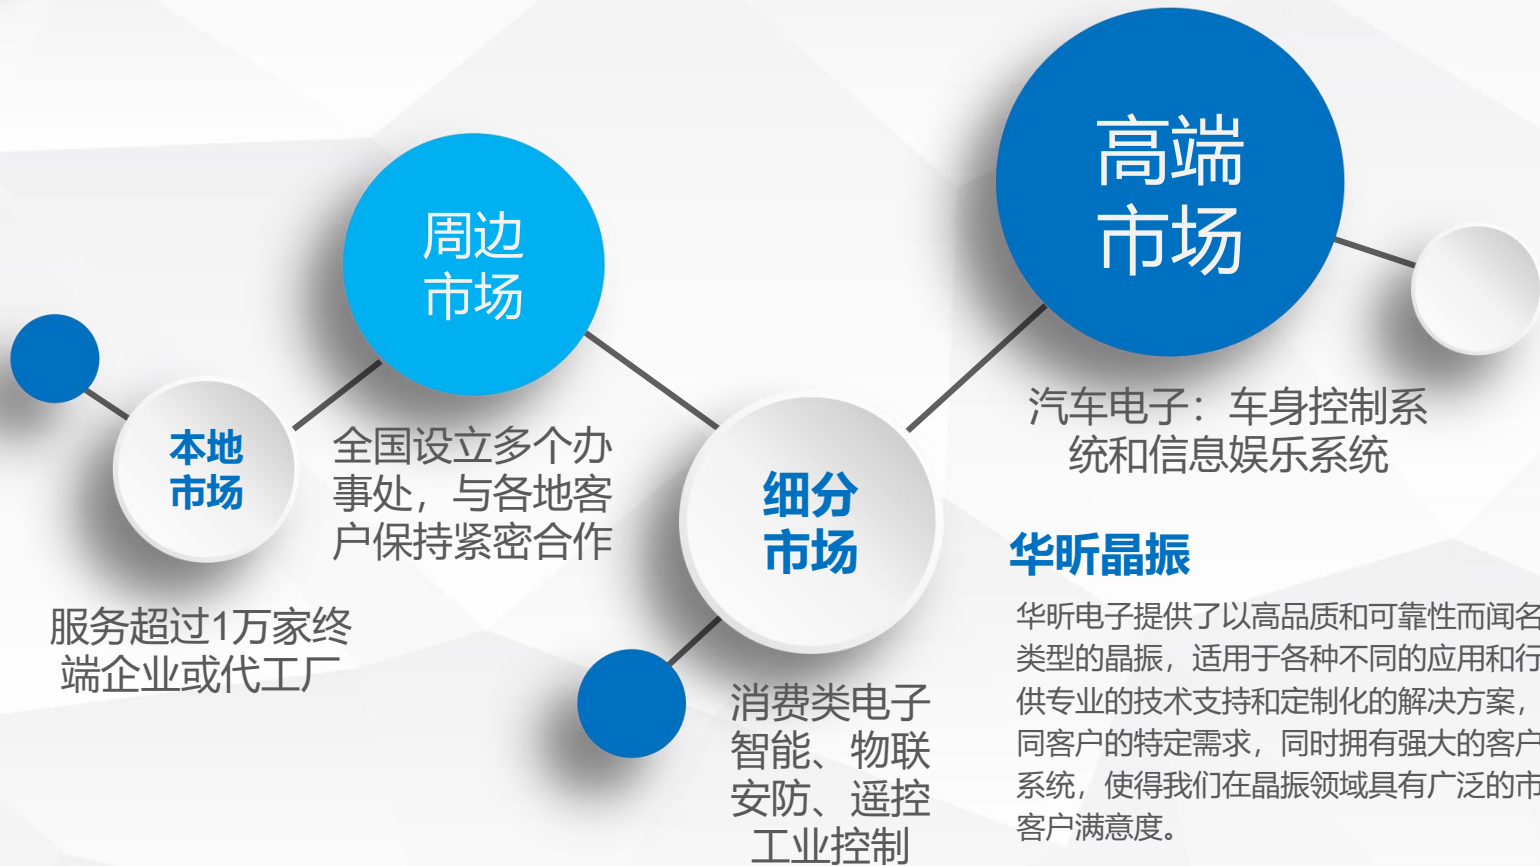 本地
市场
服务超过1万家终
端企业或代工厂
周边
市场
全国设立多个办
事处，与各地客
户保持紧密合作
细分
市场
消费类电子
智能、物联
安防、遥控
工业控制
高端
市场
汽车电子：车身控制系
统和信息娱乐系统
华昕晶振
华昕电子提供了以高品质和可靠性而闻名
类型的晶振，适用于各种不同的应用和行
供专业的技术支持和定制化的解决方案，
同客户的特定需求，同时拥有强大的客户
系统，使得我们在晶振领域具有广泛的市
客户满意度。